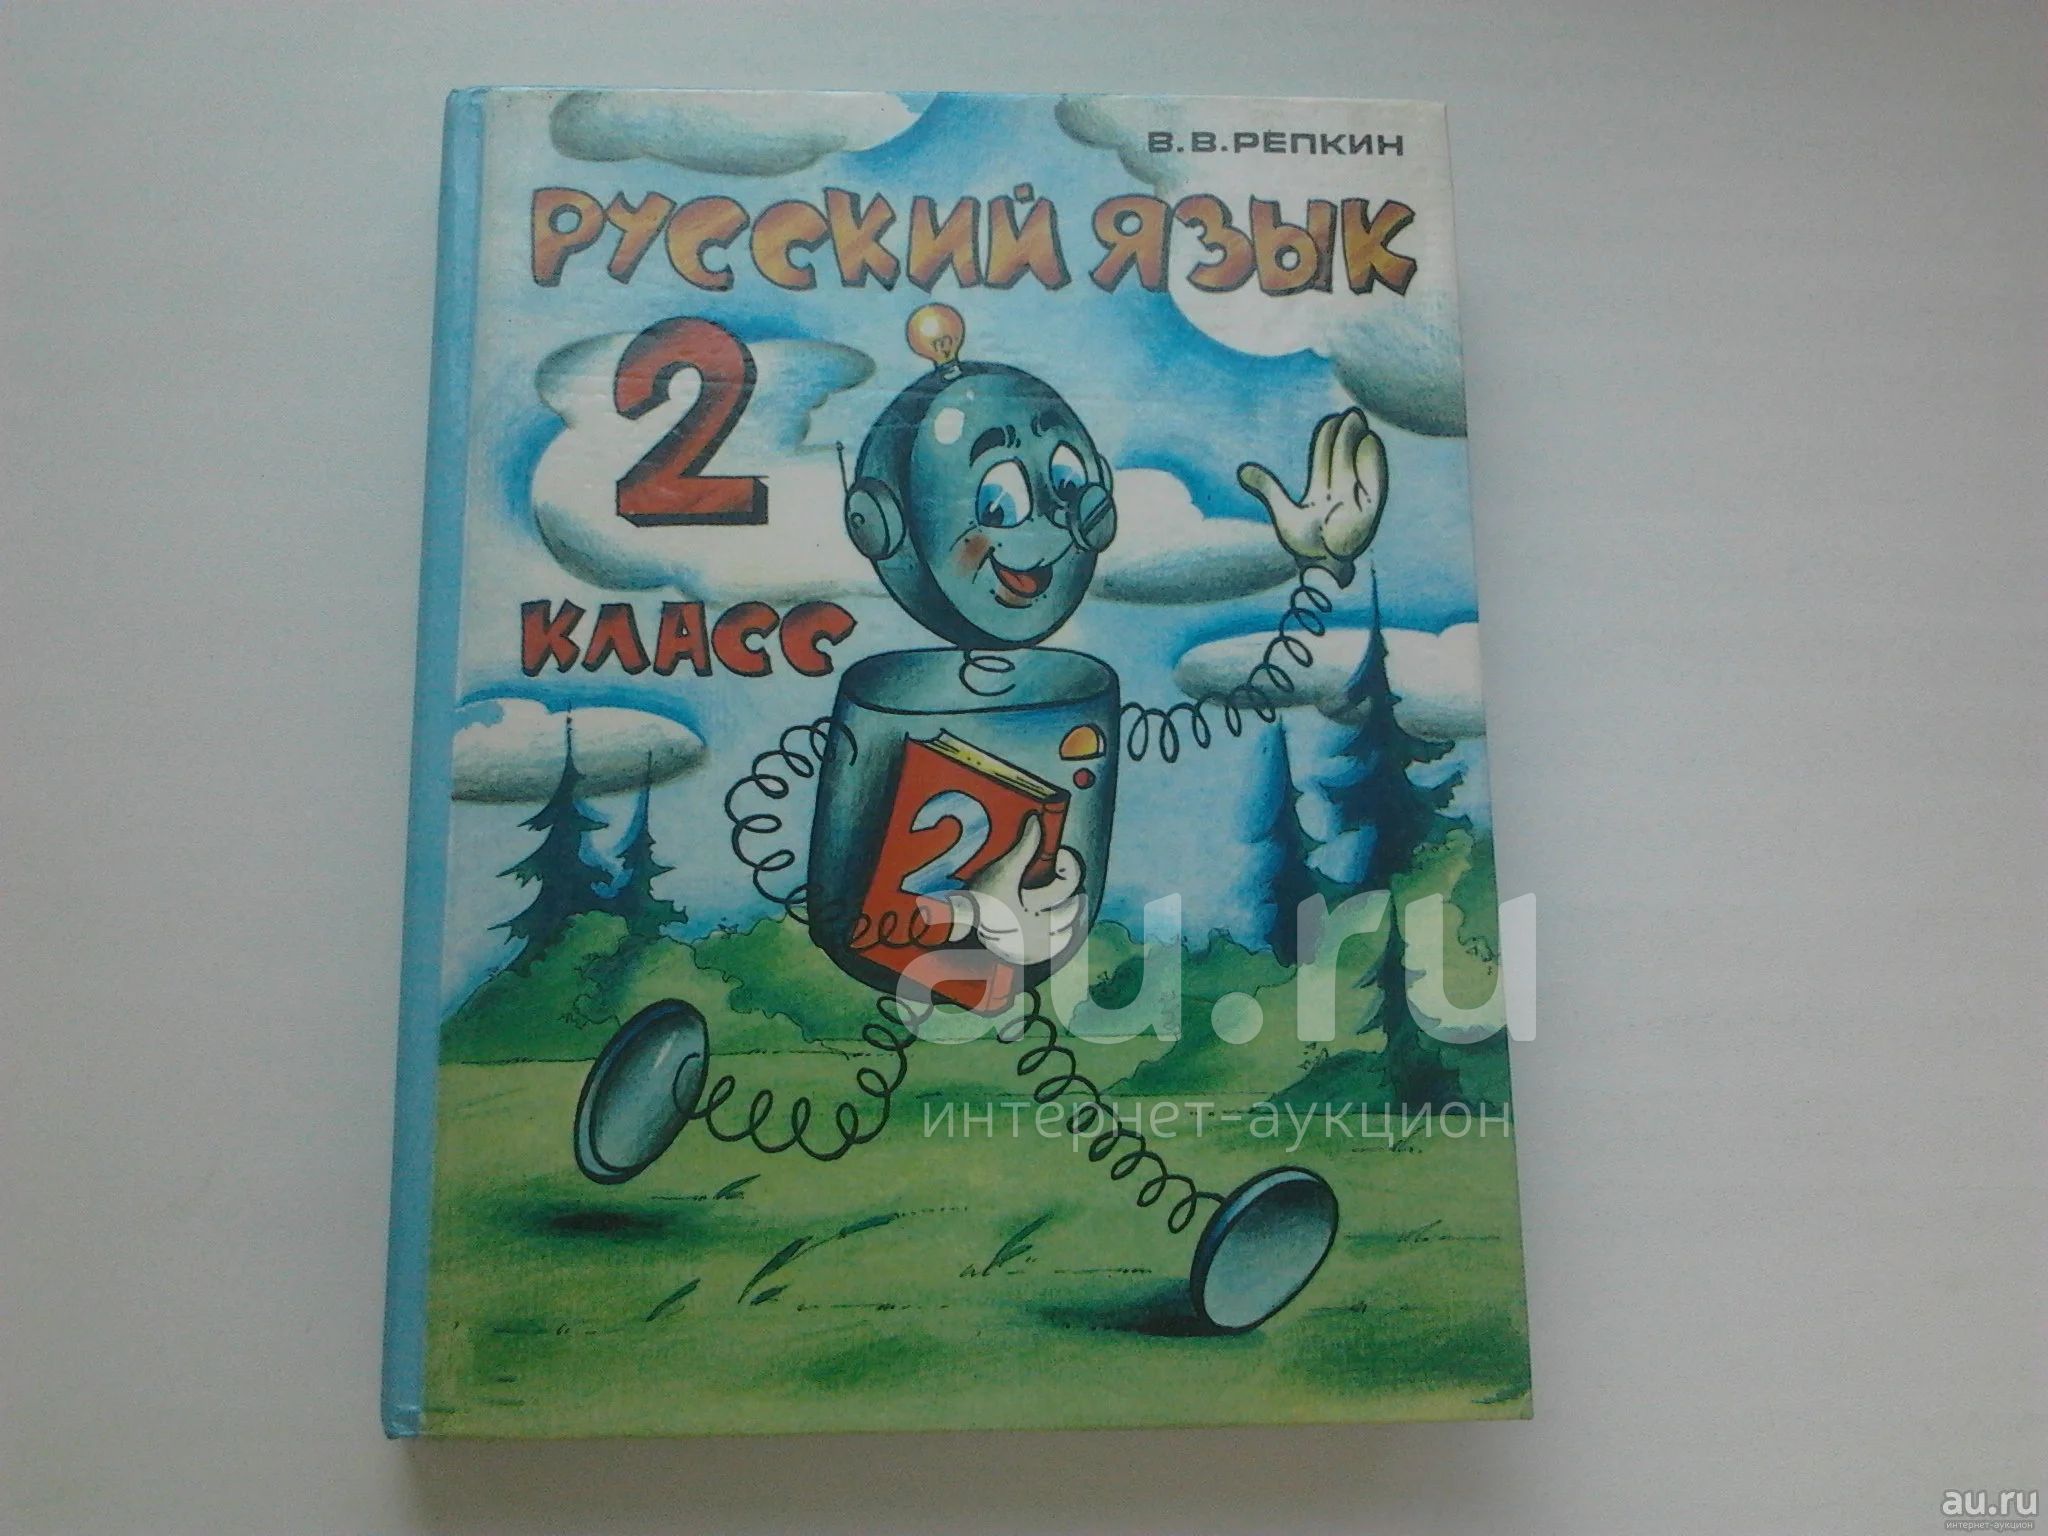 В. В. РЕПКИН
РУССКИЙ ЯЗЫК
2
КЛАСС
2
au.ru
интернет-аукцион
au.ru
интернет-аукцион